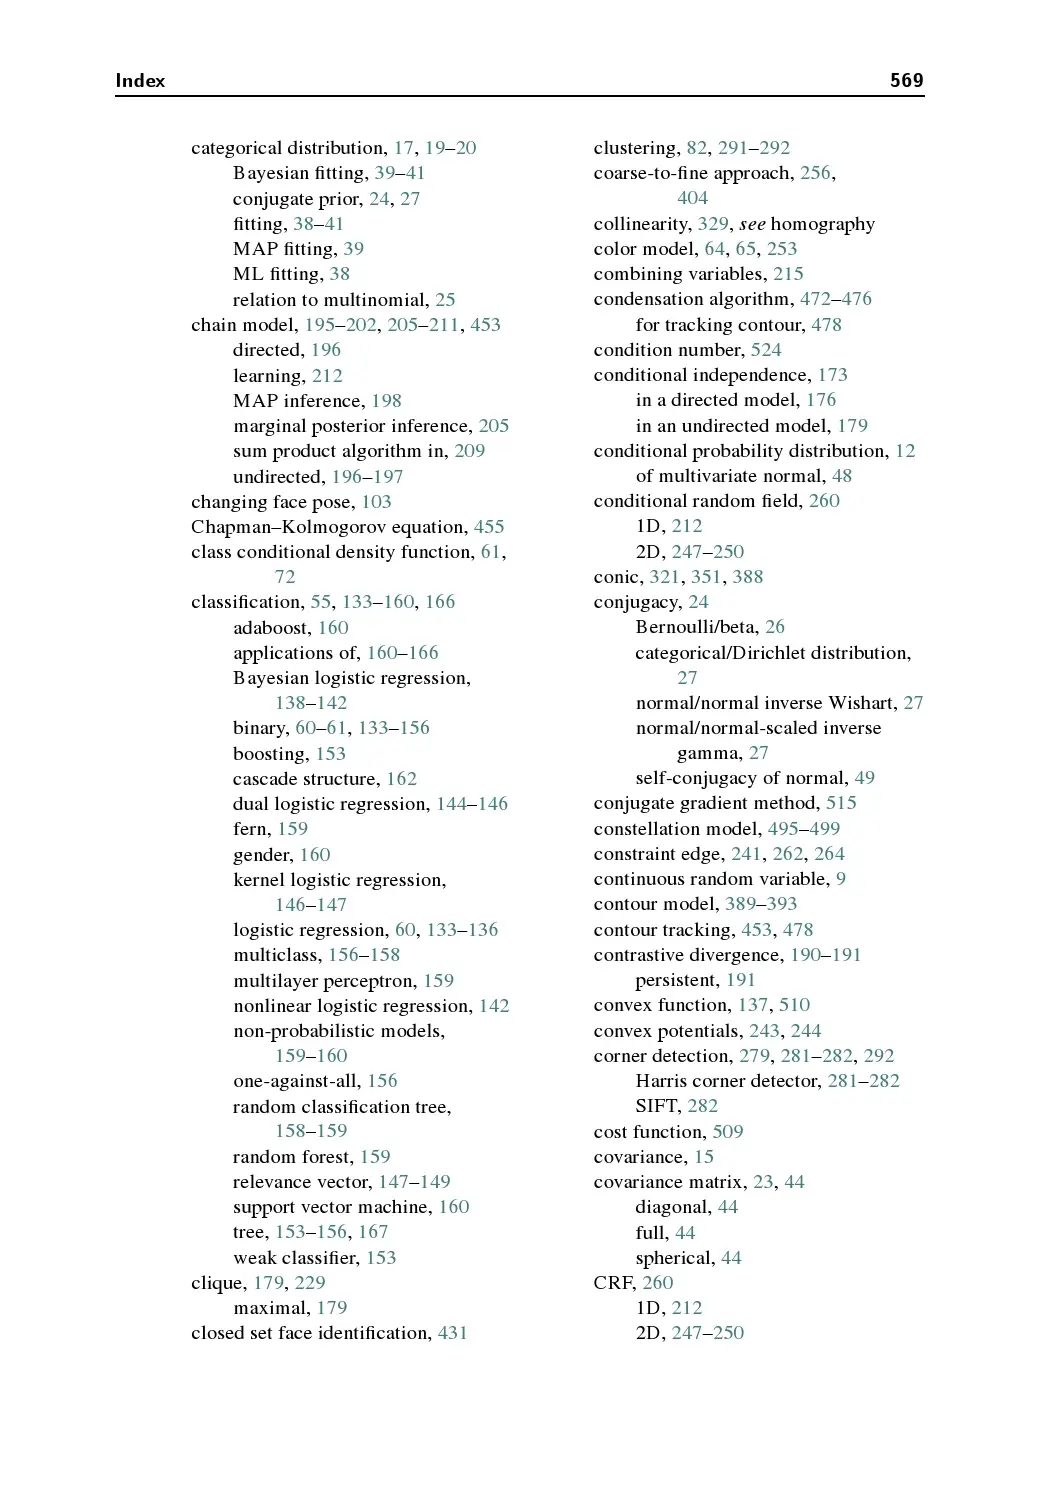 Index 569
categorical distribution, 17, 19–20
Bayesian fitting, 39–41
conjugate prior, 24, 27
fitting, 38–41
MAP fitting, 39
ML fitting, 38
relation to multinomial, 25
chain model, 195–202, 205–211, 453
directed, 196
learning, 212
MAP inference, 198
marginal posterior inference, 205
sum product algorithm in, 209
undirected, 196–197
changing face pose, 103
Chapman–Kolmogorov equation, 455
class conditional density function, 61,
72
classification, 55, 133–160, 166
adaboost, 160
applications of, 160–166
Bayesian logistic regression,
138–142
binary, 60–61, 133–156
boosting, 153
cascade structure, 162
dual logistic regression, 144–146
fern, 159
gender, 160
kernel logistic regression,
146–147
logistic regression, 60, 133–136
multiclass, 156–158
multilayer perceptron, 159
nonlinear logistic regression, 142
non-probabilistic models,
159–160
one-against-all, 156
random classification tree,
158–159
random forest, 159
relevance vector, 147–149
support vector machine, 160
tree, 153–156, 167
weak classifier, 153
clique, 179, 229
maximal, 179
closed set face identification, 431
clustering, 82, 291–292
coarse-to-fine approach, 256,
404
collinearity, 329, see homography
color model, 64, 65, 253
combining variables, 215
condensation algorithm, 472–476
for tracking contour, 478
condition number, 524
conditional independence, 173
in a directed model, 176
in an undirected model, 179
conditional probability distribution, 12
of multivariate normal, 48
conditional random field, 260
1D, 212
2D, 247–250
conic, 321, 351, 388
conjugacy, 24
Bernoulli/beta, 26
categorical/Dirichlet distribution,
27
normal/normal inverse Wishart, 27
normal/normal-scaled inverse
gamma, 27
self-conjugacy of normal, 49
conjugate gradient method, 515
constellation model, 495–499
constraint edge, 241, 262, 264
continuous random variable, 9
contour model, 389–393
contour tracking, 453, 478
contrastive divergence, 190–191
persistent, 191
convex function, 137, 510
convex potentials, 243, 244
corner detection, 279, 281–282, 292
Harris corner detector, 281–282
SIFT, 282
cost function, 509
covariance, 15
covariance matrix, 23, 44
diagonal, 44
full, 44
spherical, 44
CRF, 260
1D, 212
2D, 247–250